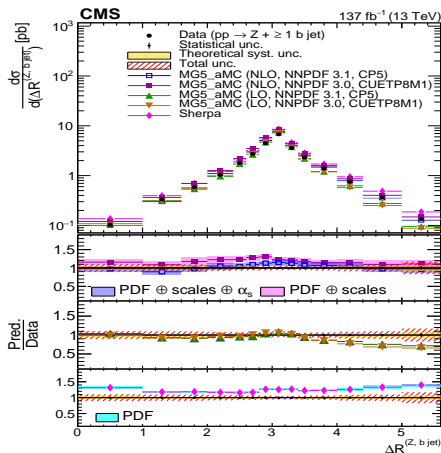 CMS 137 fb⁻¹ (13 TeV)
dσ / d(ΔR^(Z, b jet)) [pb]
Data (pp → Z + ≥ 1 b jet)
Statistical unc.
Theoretical syst. unc.
Total unc.
MG5_aMC (NLO, NNPDF 3.1, CP5)
MG5_aMC (NLO, NNPDF 3.0, CUETP8M1)
MG5_aMC (LO, NNPDF 3.1, CP5)
MG5_aMC (LO, NNPDF 3.0, CUETP8M1)
Sherpa
10³
10²
10
1
10⁻¹
1.5
1
0.5
PDF ⊕ scales ⊕ αs PDF ⊕ scales
Pred.
Data
1.5
1
0.5
1.5
1
0.5
PDF
0 1 2 3 4 5
ΔR^(Z, b jet)